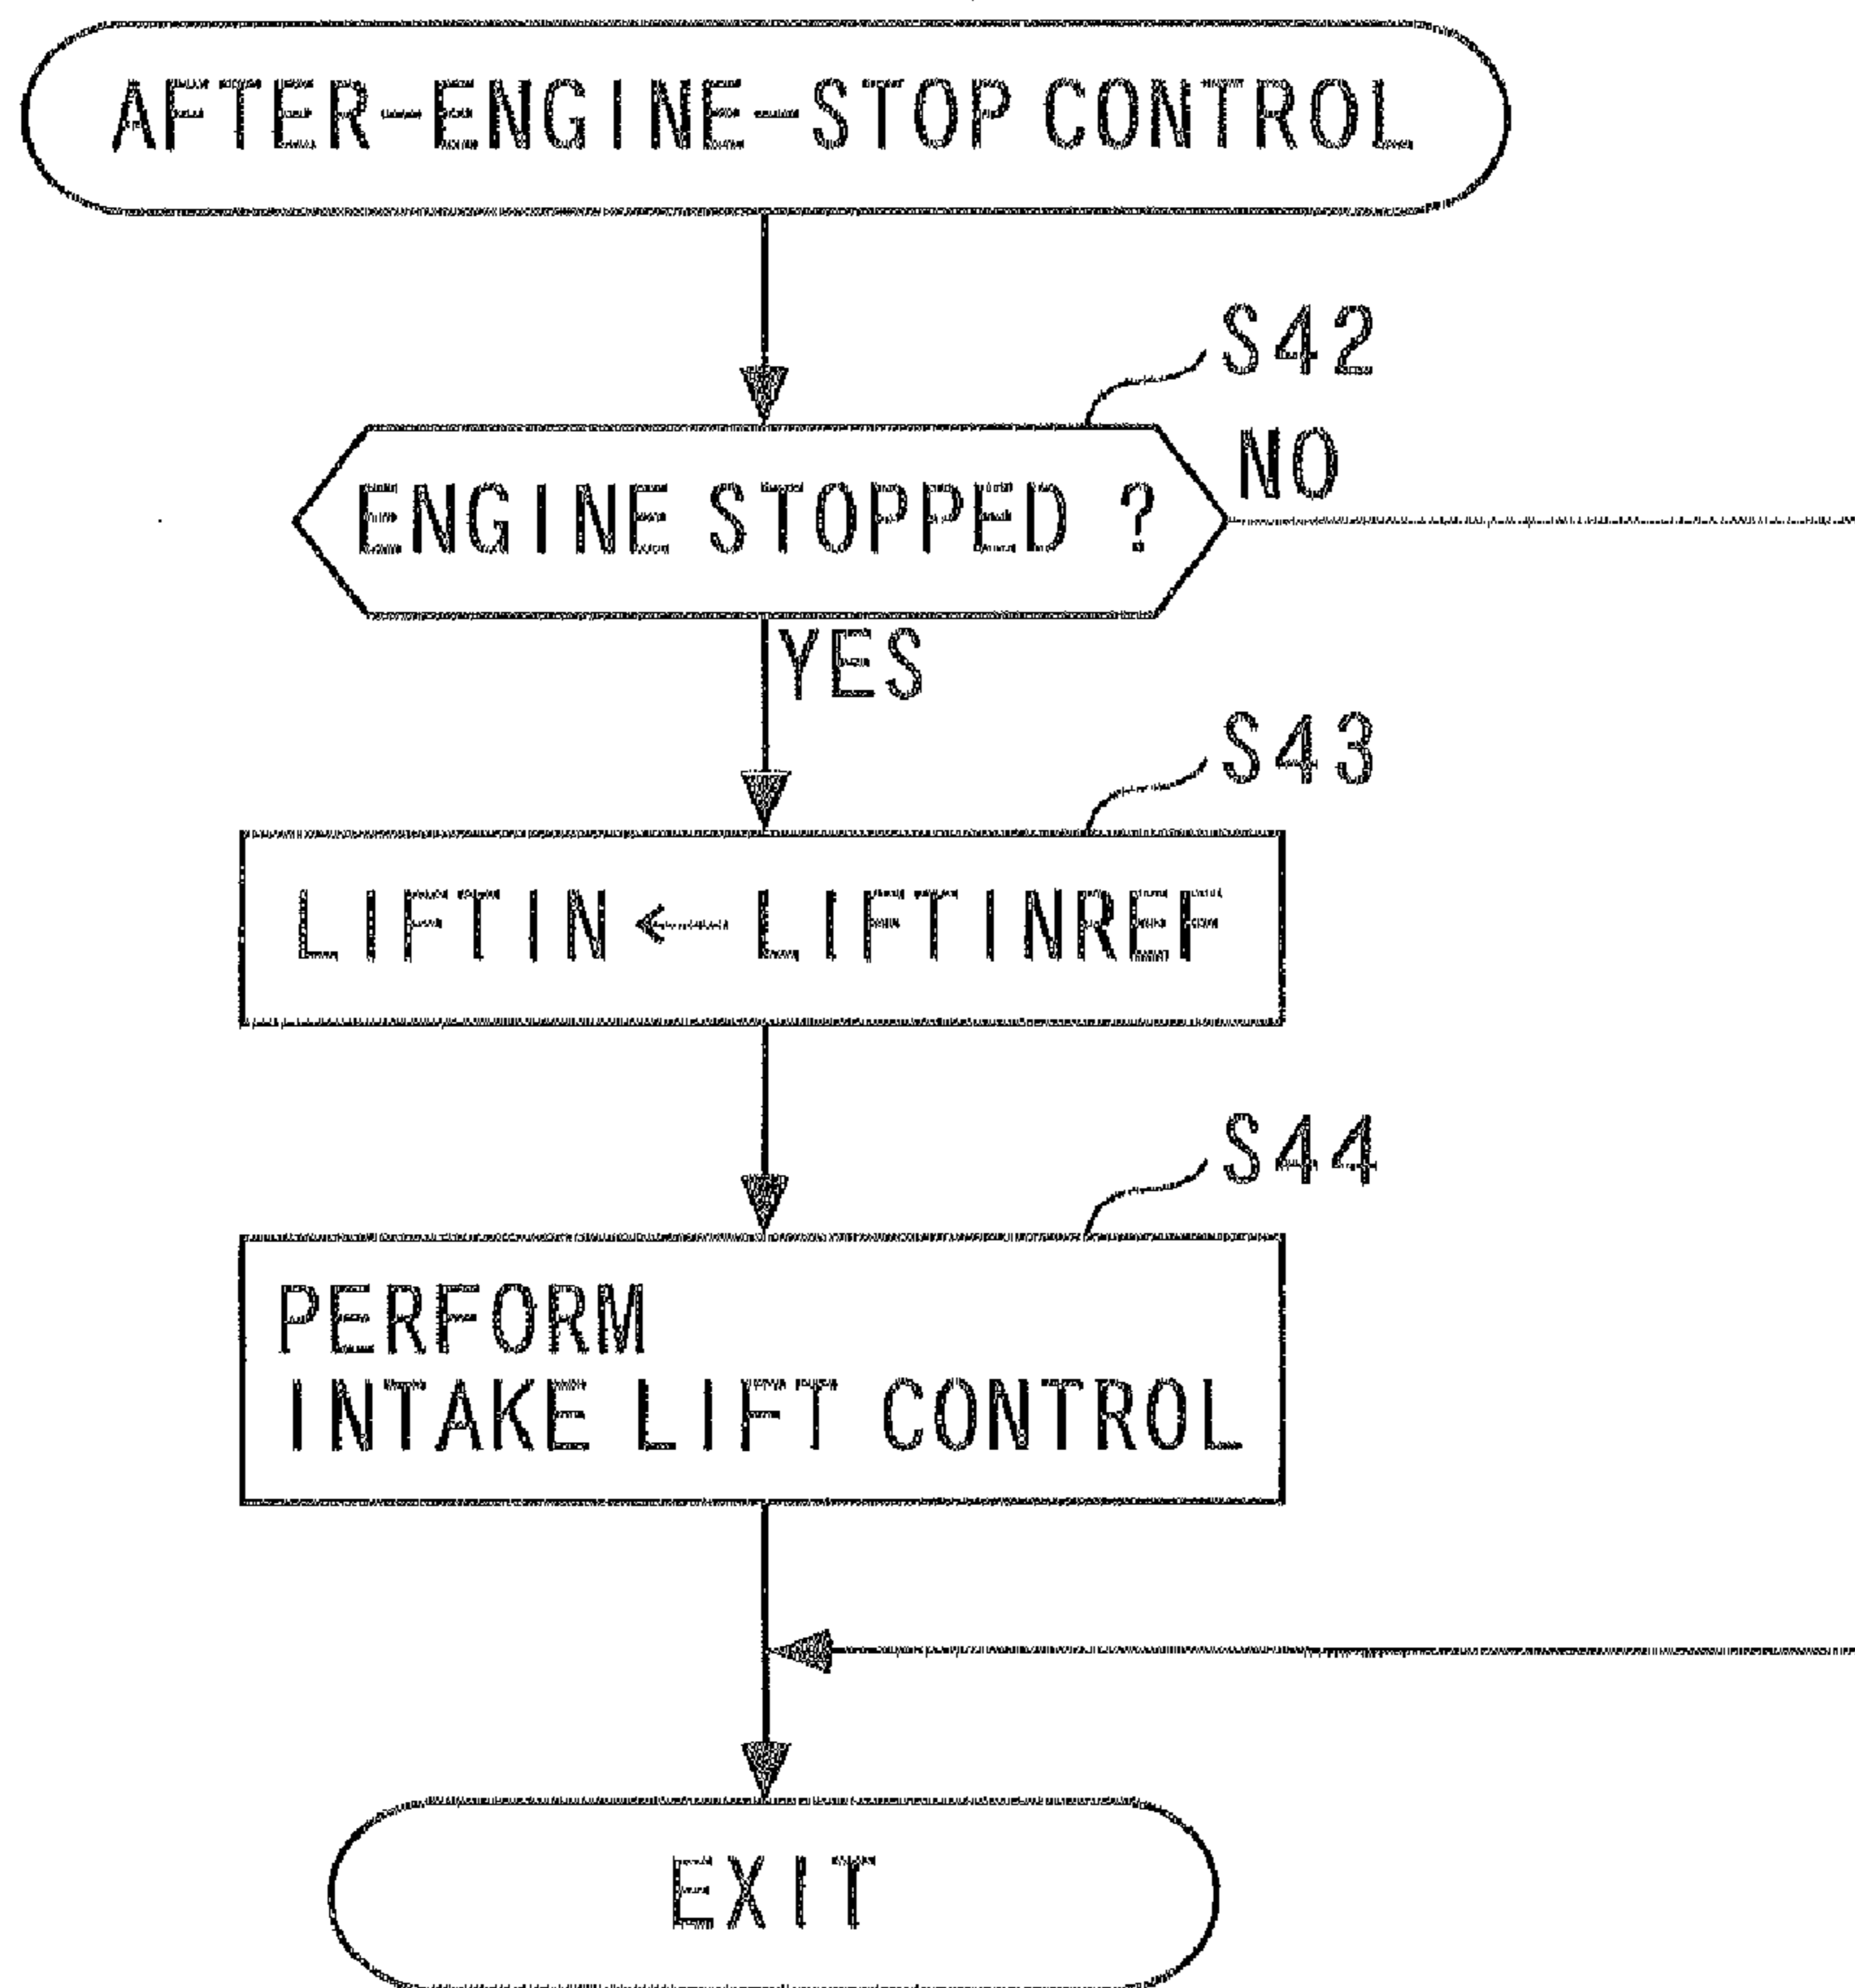 AFTER-ENGINE-STOP CONTROL
S42
ENGINE STOPPED ?
NO
YES
S43
LIFTIN ← LIFTINREF
S44
PERFORM
INTAKE LIFT CONTROL
EXIT